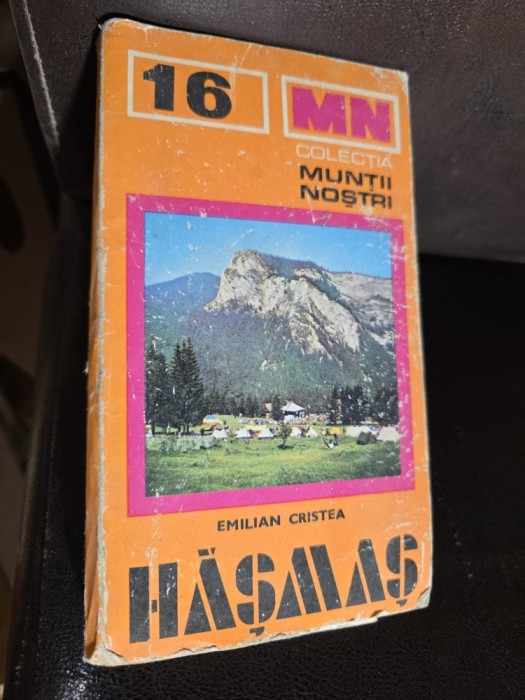 16
MN
COLECȚIA
MUNȚII
NOȘTRI
EMILIAN CRISTEA
HĂȘMAȘ